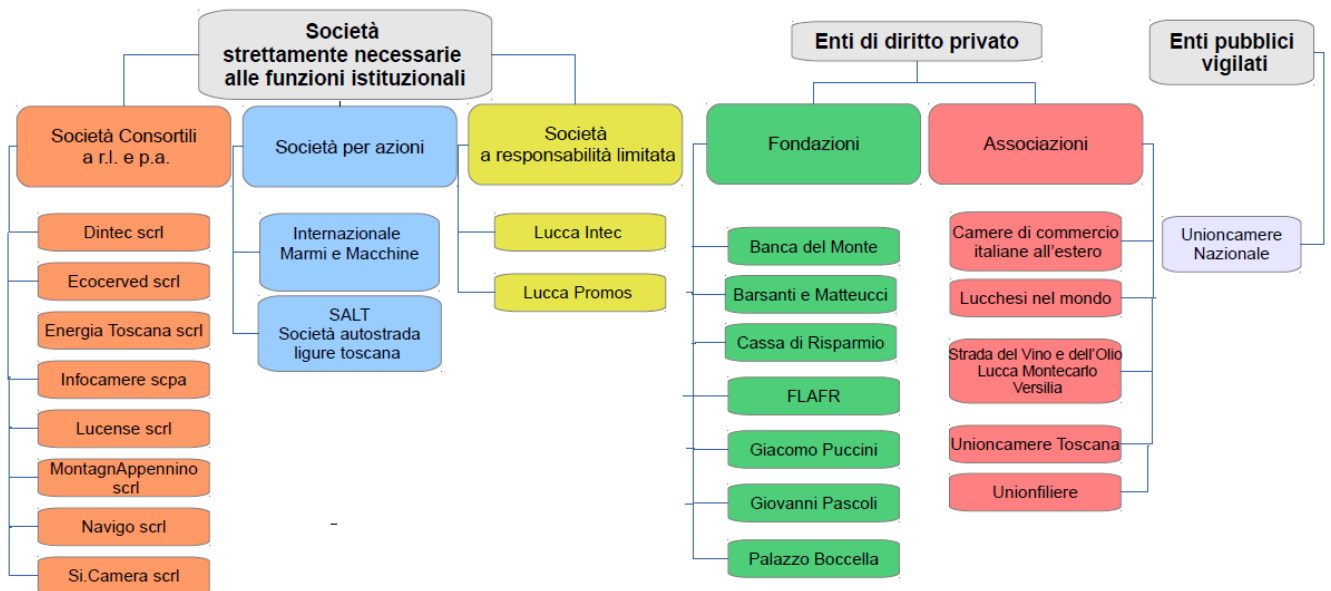 Società
strettamente necessarie
alle funzioni istituzionali
Enti di diritto privato
Enti pubblici
vigilati
Società Consortili
a r.l. e p.a.
Società per azioni
Società
a responsabilità limitata
Fondazioni
Associazioni
Dintec scrl
Ecocerved scrl
Energia Toscana scrl
Infocamere scpa
Lucense scrl
MontagnAppennino
scrl
Navigo scrl
Si.Camera scrl
Internazionale
Marmi e Macchine
SALT
Società autostrada
ligure toscana
Lucca Intec
Lucca Promos
Banca del Monte
Barsanti e Matteucci
Cassa di Risparmio
FLAFR
Giacomo Puccini
Giovanni Pascoli
Palazzo Boccella
Camere di commercio
italiane all'estero
Lucchesi nel mondo
Strada del Vino e dell'Olio
Lucca Montecarlo
Versilia
Unioncamere Toscana
Unionfiliere
Unioncamere
Nazionale